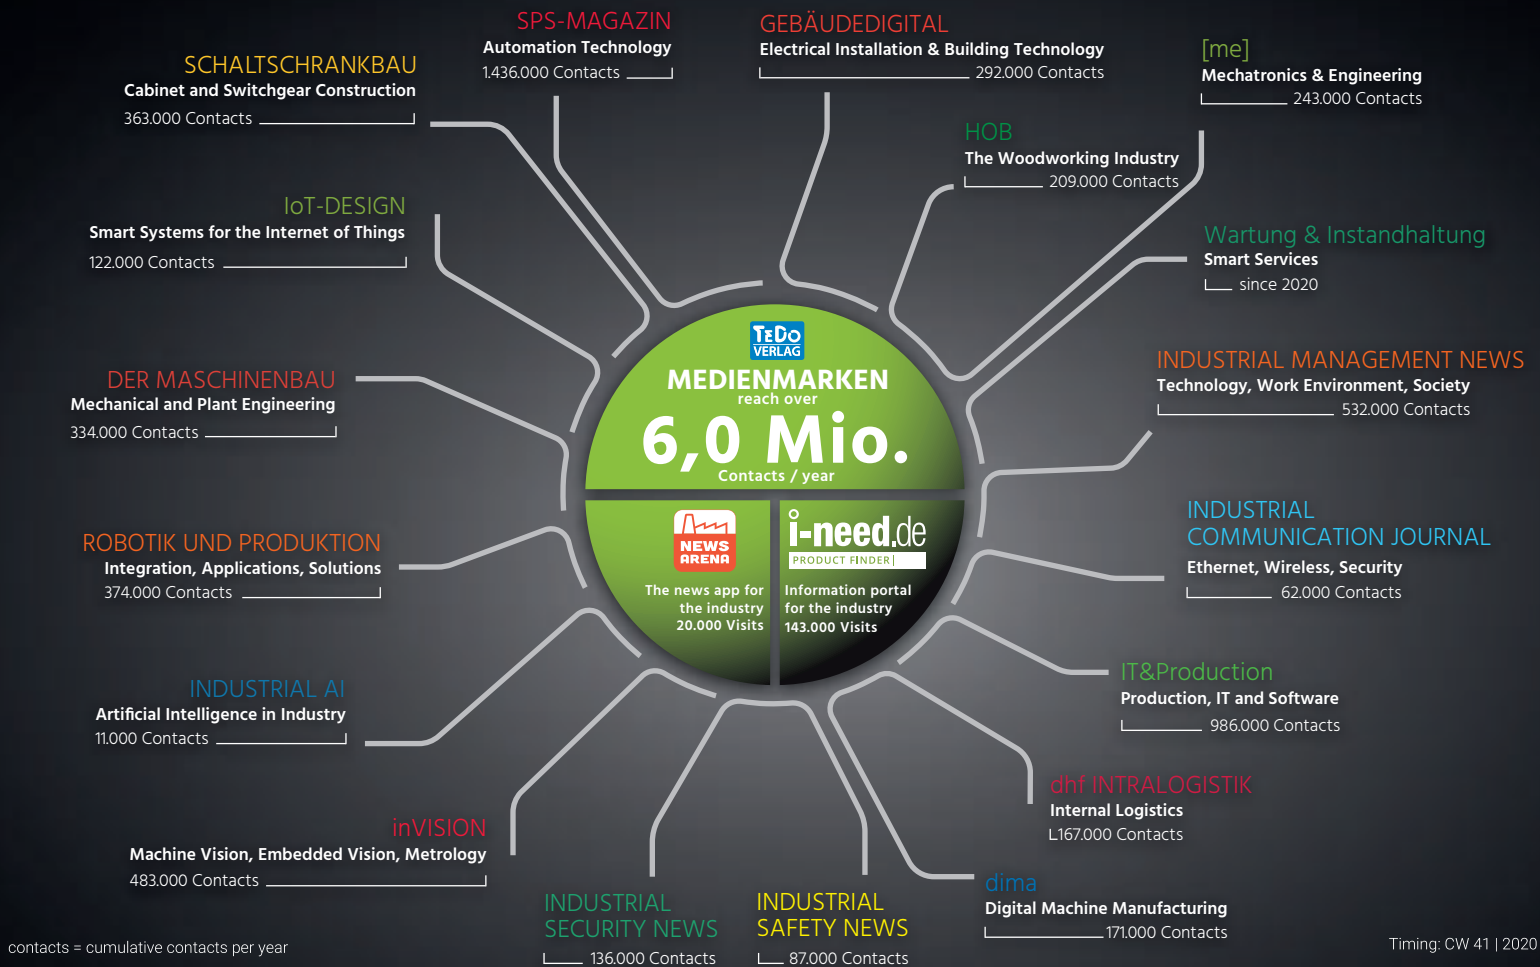 SPS-MAGAZIN
Automation Technology
1.436.000 Contacts
GEBÄUDEDIGITAL
Electrical Installation & Building Technology
292.000 Contacts
[me]
Mechatronics & Engineering
243.000 Contacts
SCHALTSCHRANKBAU
Cabinet and Switchgear Construction
363.000 Contacts
HOB
The Woodworking Industry
209.000 Contacts
IoT-DESIGN
Smart Systems for the Internet of Things
122.000 Contacts
Wartung & Instandhaltung
Smart Services
since 2020
TeDo
VERLAG
MEDIENMARKEN
reach over
6,0 Mio.
Contacts / year
NEWS
ARENA
The news app for
the industry
20.000 Visits
i-need.de
PRODUCT FINDER
Information portal
for the industry
143.000 Visits
DER MASCHINENBAU
Mechanical and Plant Engineering
334.000 Contacts
INDUSTRIAL MANAGEMENT NEWS
Technology, Work Environment, Society
532.000 Contacts
ROBOTIK UND PRODUKTION
Integration, Applications, Solutions
374.000 Contacts
INDUSTRIAL
COMMUNICATION JOURNAL
Ethernet, Wireless, Security
62.000 Contacts
INDUSTRIAL AI
Artificial Intelligence in Industry
11.000 Contacts
IT&Production
Production, IT and Software
986.000 Contacts
dhf INTRALOGISTIK
Internal Logistics
167.000 Contacts
inVISION
Machine Vision, Embedded Vision, Metrology
483.000 Contacts
INDUSTRIAL
SECURITY NEWS
136.000 Contacts
INDUSTRIAL
SAFETY NEWS
87.000 Contacts
dima
Digital Machine Manufacturing
171.000 Contacts
contacts = cumulative contacts per year
Timing: CW 41 | 2020